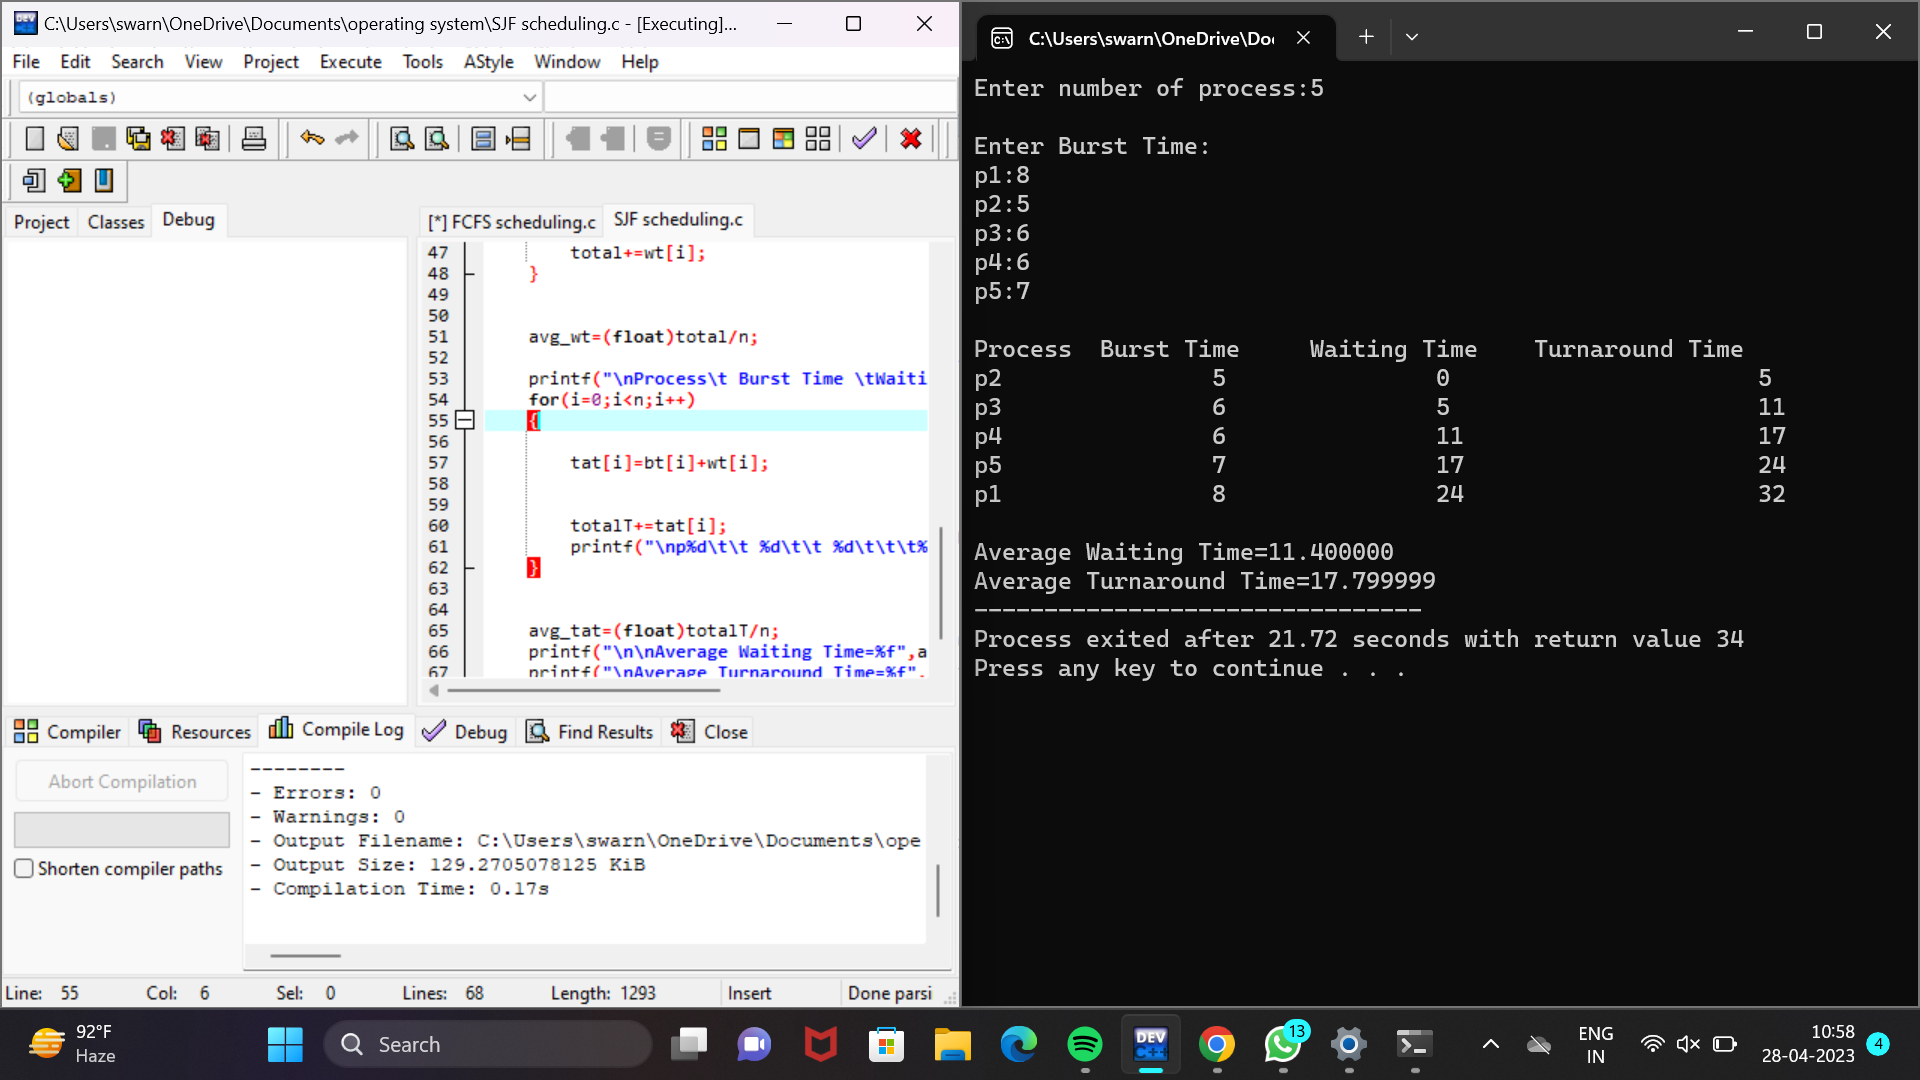 C:\Users\swarn\OneDrive\Documents\operating system\SJF scheduling.c - [Executing]...
File Edit Search View Project Execute Tools AStyle Window Help
(globals)
Project Classes Debug
[*] FCFS scheduling.c SJF scheduling.c
47 total+=wt[i];
48 }
49
50
51 avg_wt=(float)total/n;
52
53 printf("\nProcess\t Burst Time \tWaiti
54 for(i=0;i<n;i++)
55 {
56
57 tat[i]=bt[i]+wt[i];
58
59
60 totalT+=tat[i];
61 printf("\np%d\t\t %d\t\t %d\t\t\t%
62 }
63
64
65 avg_tat=(float)totalT/n;
66 printf("\n\nAverage Waiting Time=%f",a
67 printf("\nAverage Turnaround Time=%f",
Compiler Resources Compile Log Debug Find Results Close
Abort Compilation
Shorten compiler paths
--------
- Errors: 0
- Warnings: 0
- Output Filename: C:\Users\swarn\OneDrive\Documents\ope
- Output Size: 129.2705078125 KiB
- Compilation Time: 0.17s
Line: 55 Col: 6 Sel: 0 Lines: 68 Length: 1293 Insert Done parsi
C:\Users\swarn\OneDrive\Do
Enter number of process:5
Enter Burst Time:
p1:8
p2:5
p3:6
p4:6
p5:7
Process Burst Time Waiting Time Turnaround Time
p2 5 0 5
p3 6 5 11
p4 6 11 17
p5 7 17 24
p1 8 24 32
Average Waiting Time=11.400000
Average Turnaround Time=17.799999
--------------------------------
Process exited after 21.72 seconds with return value 34
Press any key to continue . . .
92°F
Haze
Search
DEV
C++
13
ENG
IN
10:58
28-04-2023
4